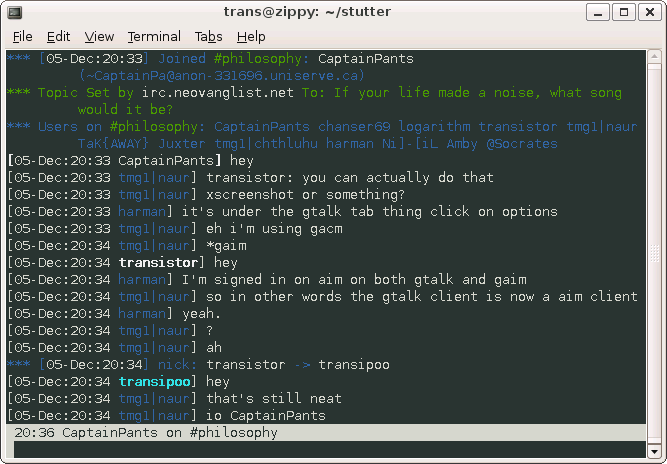 trans@zippy: ~/stutter
File Edit View Terminal Tabs Help
*** [05-Dec:20:33] Joined #philosophy: CaptainPants
(~CaptainPa@anon-331696.uniserve.ca)
*** Topic Set by irc.neovanglist.net To: If your life made a noise, what song
would it be?
*** Users on #philosophy: CaptainPants chanser69 logarithm transistor tmg1|naur
TaK{AWAY} Juxter tmg1|chthluhu harman Ni]-[iL Amby @Socrates
[05-Dec:20:33 CaptainPants] hey
[05-Dec:20:33 tmg1|naur] transistor: you can actually do that
[05-Dec:20:33 tmg1|naur] xscreenshot or something?
[05-Dec:20:33 harman] it's under the gtalk tab thing click on options
[05-Dec:20:33 tmg1|naur] eh i'm using gacm
[05-Dec:20:34 tmg1|naur] *gaim
[05-Dec:20:34 transistor] hey
[05-Dec:20:34 harman] I'm signed in on aim on both gtalk and gaim
[05-Dec:20:34 tmg1|naur] so in other words the gtalk client is now a aim client
[05-Dec:20:34 harman] yeah.
[05-Dec:20:34 tmg1|naur] ?
[05-Dec:20:34 tmg1|naur] ah
*** [05-Dec:20:34] nick: transistor -> transipoo
[05-Dec:20:34 transipoo] hey
[05-Dec:20:34 tmg1|naur] that's still neat
[05-Dec:20:34 tmg1|naur] io CaptainPants
20:36 CaptainPants on #philosophy